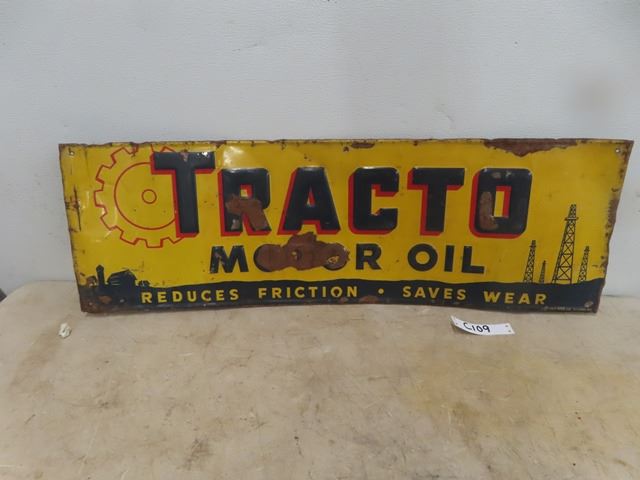 TRACTO
MOTOR OIL
REDUCES FRICTION • SAVES WEAR
C109